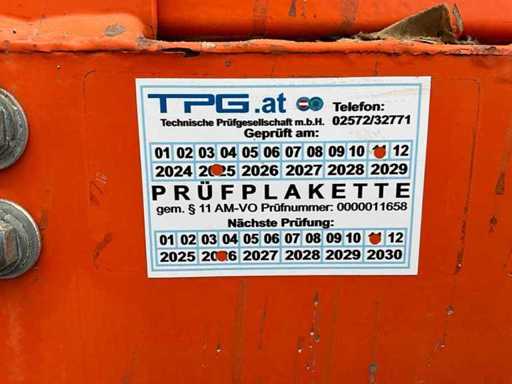 TPG.at
Technische Prüfgesellschaft m.b.H.
Telefon:
02572/32771
Geprüft am:
01 02 03 04 05 06 07 08 09 10 12
2024 2025 2026 2027 2028 2029
PRÜFPLAKETTE
gem. § 11 AM-VO Prüfnummer: 0000011658
Nächste Prüfung:
01 02 03 04 05 06 07 08 09 10 12
2025 2026 2027 2028 2029 2030